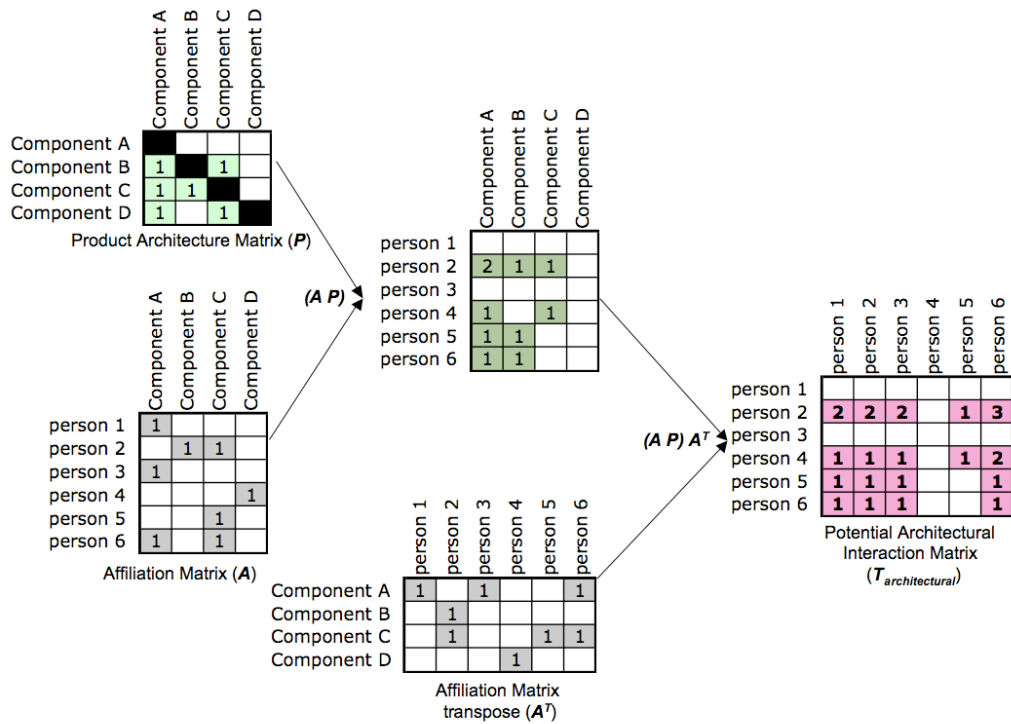 Component A
Component B
Component C
Component D
Component A
Component B 1 1
Component C 1 1
Component D 1 1
Product Architecture Matrix (P)
Component A
Component B
Component C
Component D
person 1
person 2 2 1 1
person 3
person 4 1 1
person 5 1 1
person 6 1 1
(A P)
Component A
Component B
Component C
Component D
person 1 1
person 2 1 1
person 3 1
person 4 1
person 5 1
person 6 1 1
Affiliation Matrix (A)
person 1
person 2
person 3
person 4
person 5
person 6
Component A 1 1 1
Component B 1
Component C 1 1 1
Component D 1
Affiliation Matrix
transpose (Aᵀ)
(A P) Aᵀ
person 1
person 2
person 3
person 4
person 5
person 6
person 1
person 2 2 2 2 1 3
person 3
person 4 1 1 1 1 2
person 5 1 1 1 1
person 6 1 1 1 1
Potential Architectural
Interaction Matrix
(T architectural)